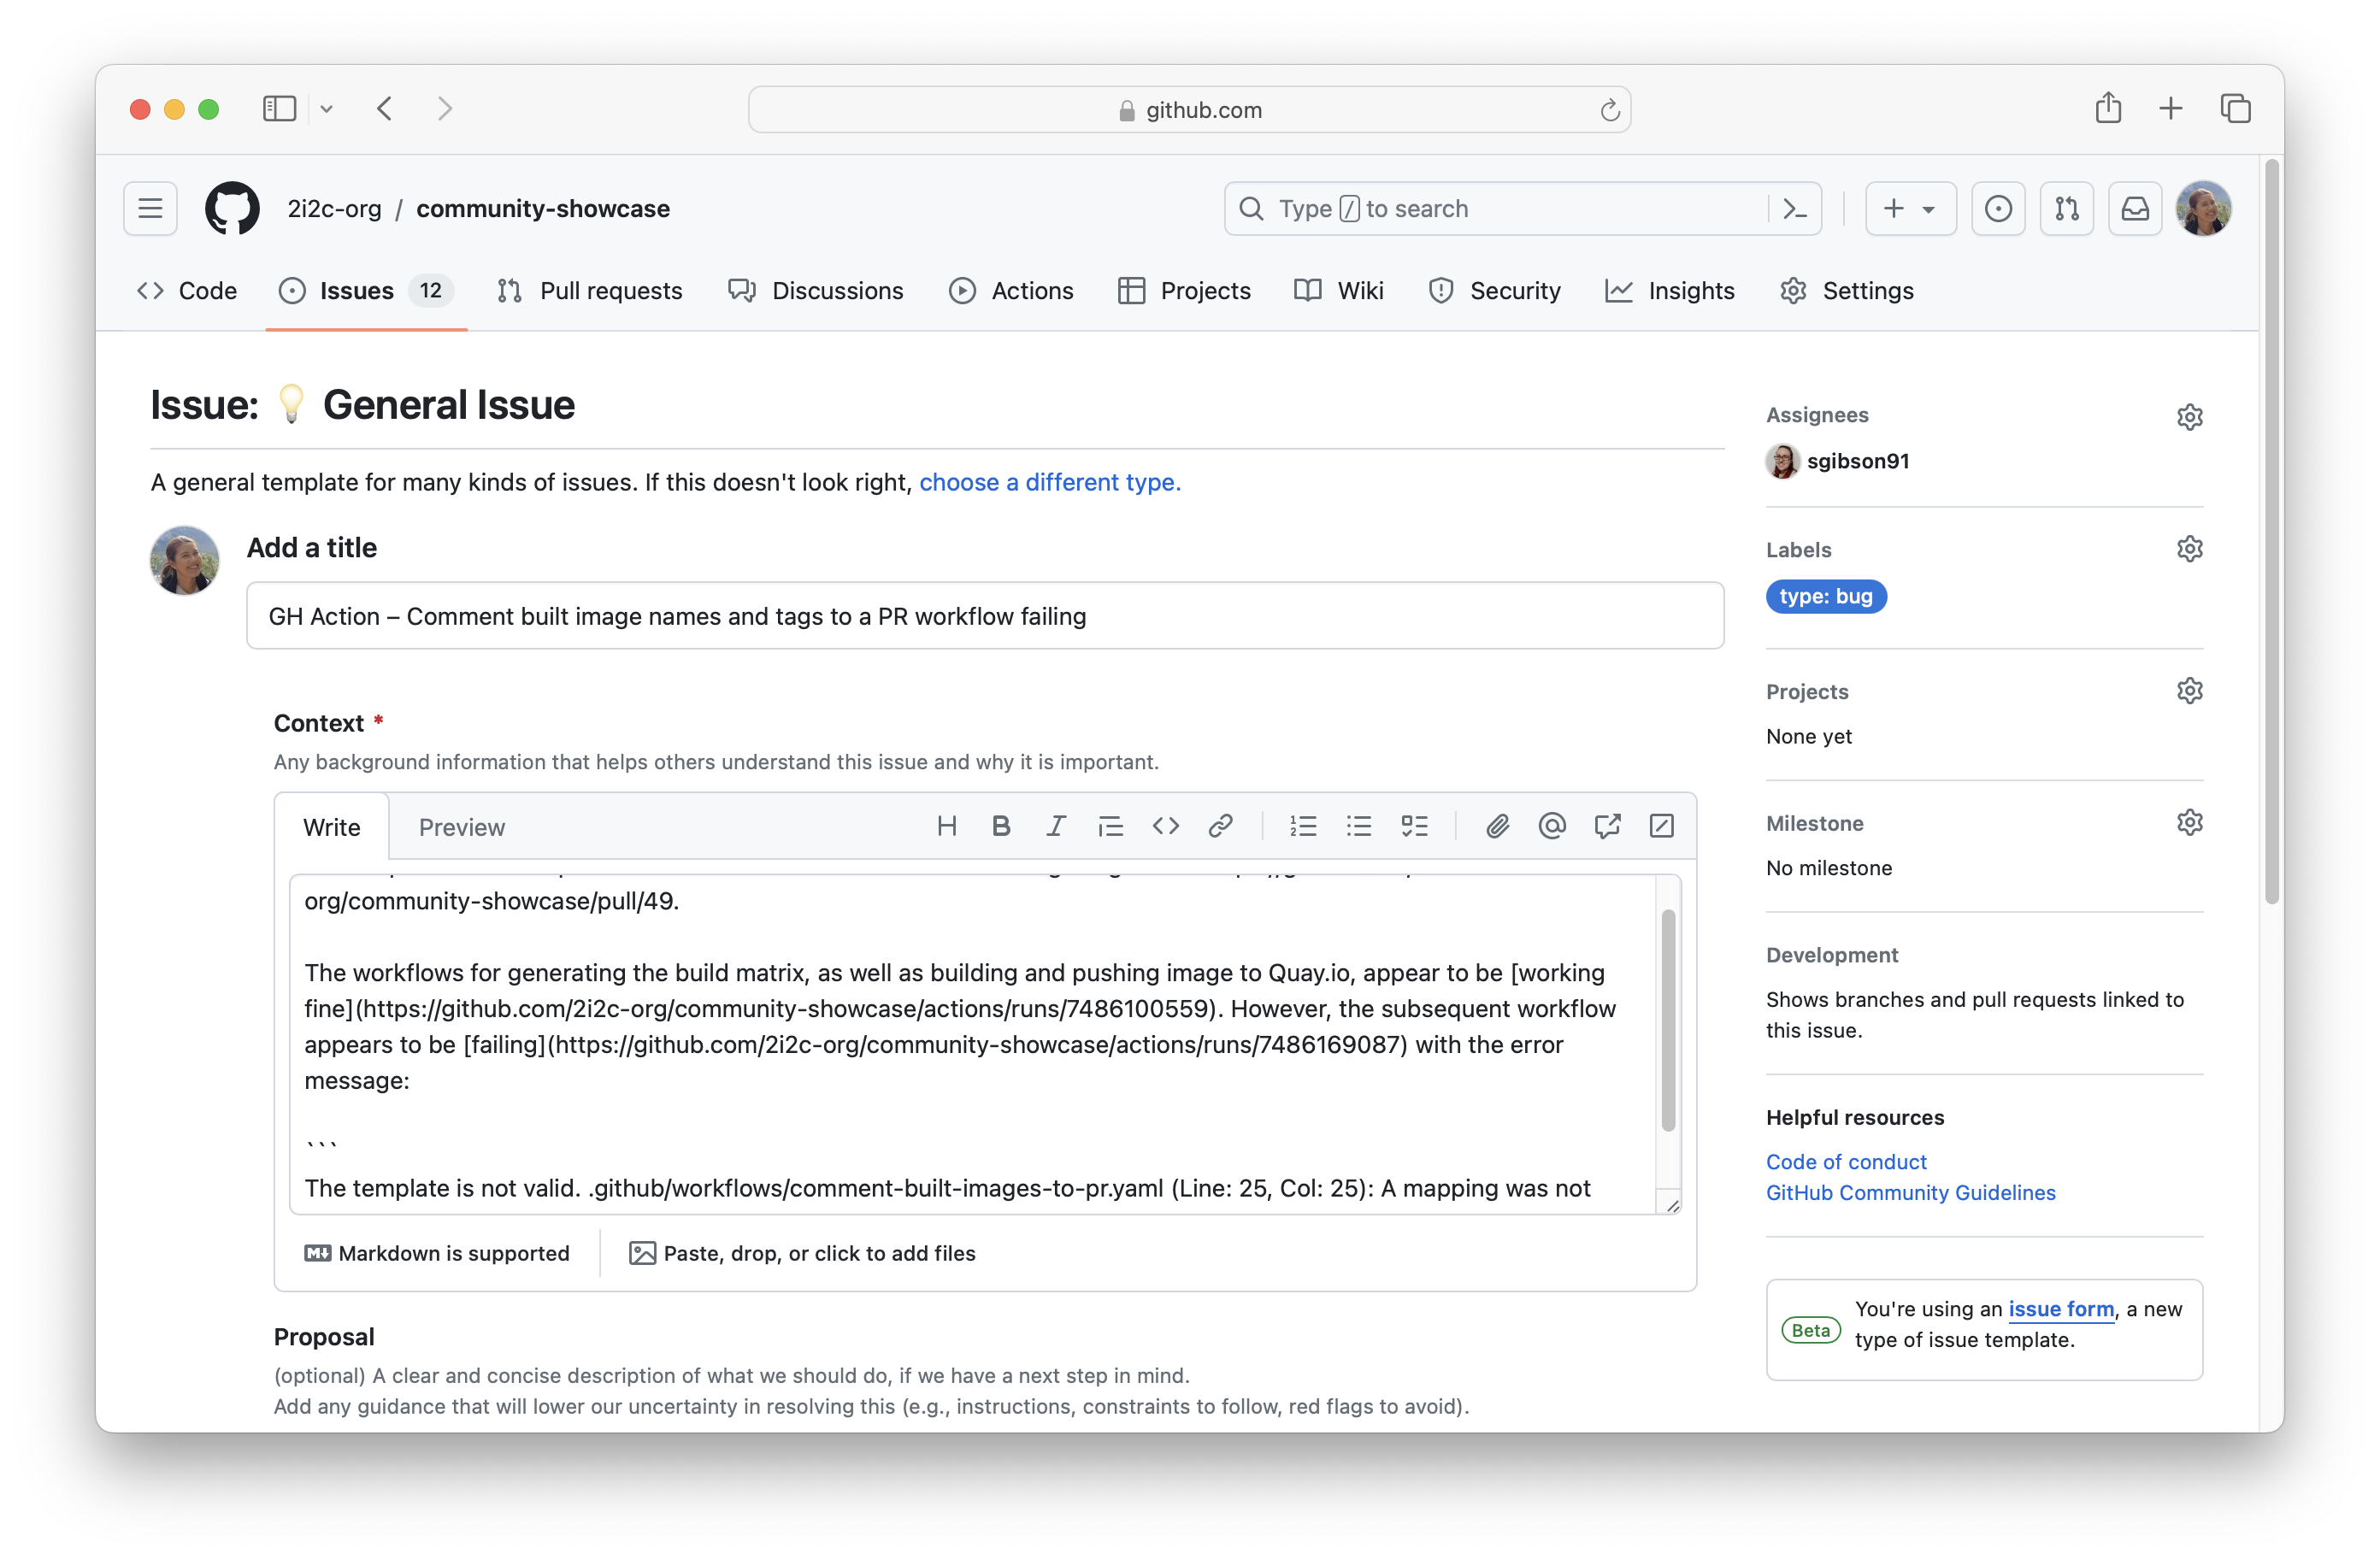 github.com
2i2c-org / community-showcase
Type / to search
Code
Issues 12
Pull requests
Discussions
Actions
Projects
Wiki
Security
Insights
Settings
Issue: 💡 General Issue
A general template for many kinds of issues. If this doesn't look right, choose a different type.
Add a title
GH Action – Comment built image names and tags to a PR workflow failing
Context *
Any background information that helps others understand this issue and why it is important.
Write
Preview
org/community-showcase/pull/49.
The workflows for generating the build matrix, as well as building and pushing image to Quay.io, appear to be [working
fine](https://github.com/2i2c-org/community-showcase/actions/runs/7486100559). However, the subsequent workflow
appears to be [failing](https://github.com/2i2c-org/community-showcase/actions/runs/7486169087) with the error
message:
```
The template is not valid. .github/workflows/comment-built-images-to-pr.yaml (Line: 25, Col: 25): A mapping was not
Markdown is supported
Paste, drop, or click to add files
Proposal
(optional) A clear and concise description of what we should do, if we have a next step in mind.
Add any guidance that will lower our uncertainty in resolving this (e.g., instructions, constraints to follow, red flags to avoid).
Assignees
sgibson91
Labels
type: bug
Projects
None yet
Milestone
No milestone
Development
Shows branches and pull requests linked to
this issue.
Helpful resources
Code of conduct
GitHub Community Guidelines
Beta
You're using an issue form, a new
type of issue template.